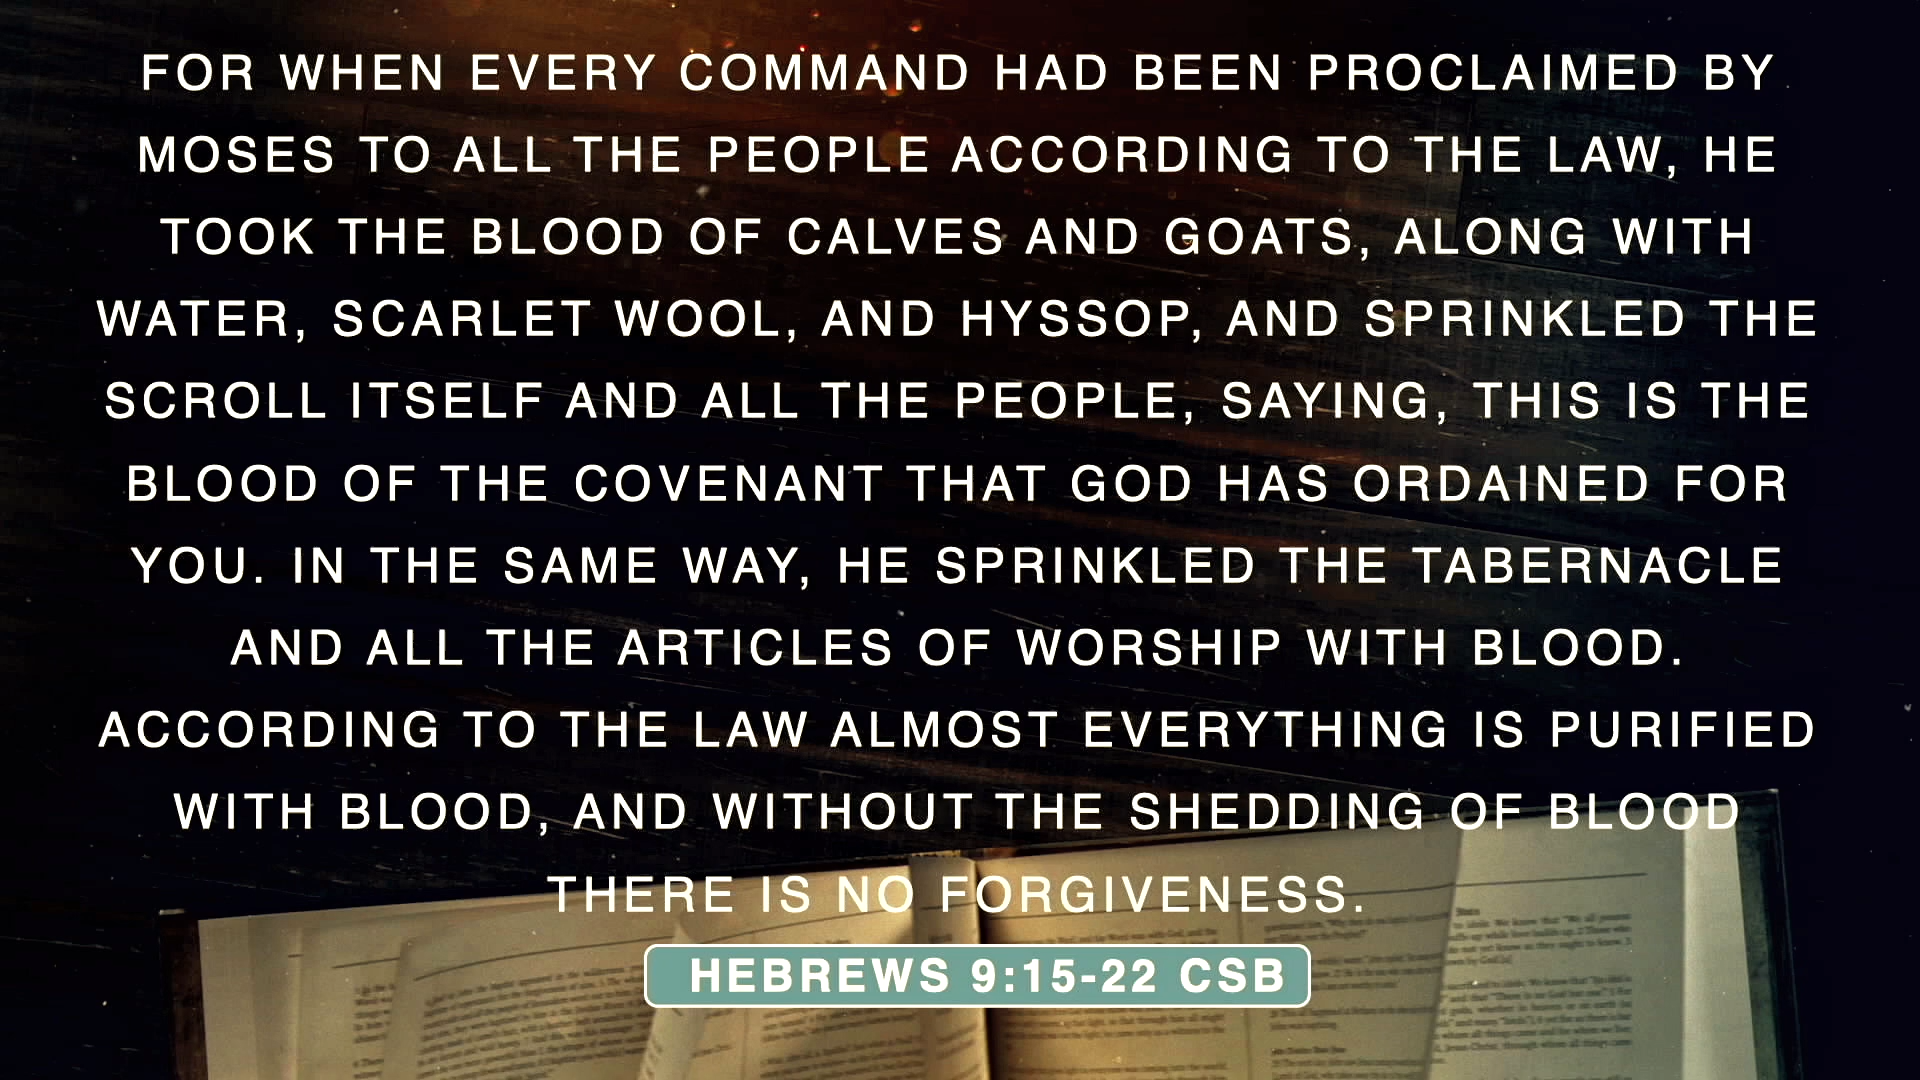 FOR WHEN EVERY COMMAND HAD BEEN PROCLAIMED BY
MOSES TO ALL THE PEOPLE ACCORDING TO THE LAW, HE
TOOK THE BLOOD OF CALVES AND GOATS, ALONG WITH
WATER, SCARLET WOOL, AND HYSSOP, AND SPRINKLED THE
SCROLL ITSELF AND ALL THE PEOPLE, SAYING, THIS IS THE
BLOOD OF THE COVENANT THAT GOD HAS ORDAINED FOR
YOU. IN THE SAME WAY, HE SPRINKLED THE TABERNACLE
AND ALL THE ARTICLES OF WORSHIP WITH BLOOD.
ACCORDING TO THE LAW ALMOST EVERYTHING IS PURIFIED
WITH BLOOD, AND WITHOUT THE SHEDDING OF BLOOD
THERE IS NO FORGIVENESS.
HEBREWS 9:15-22 CSB